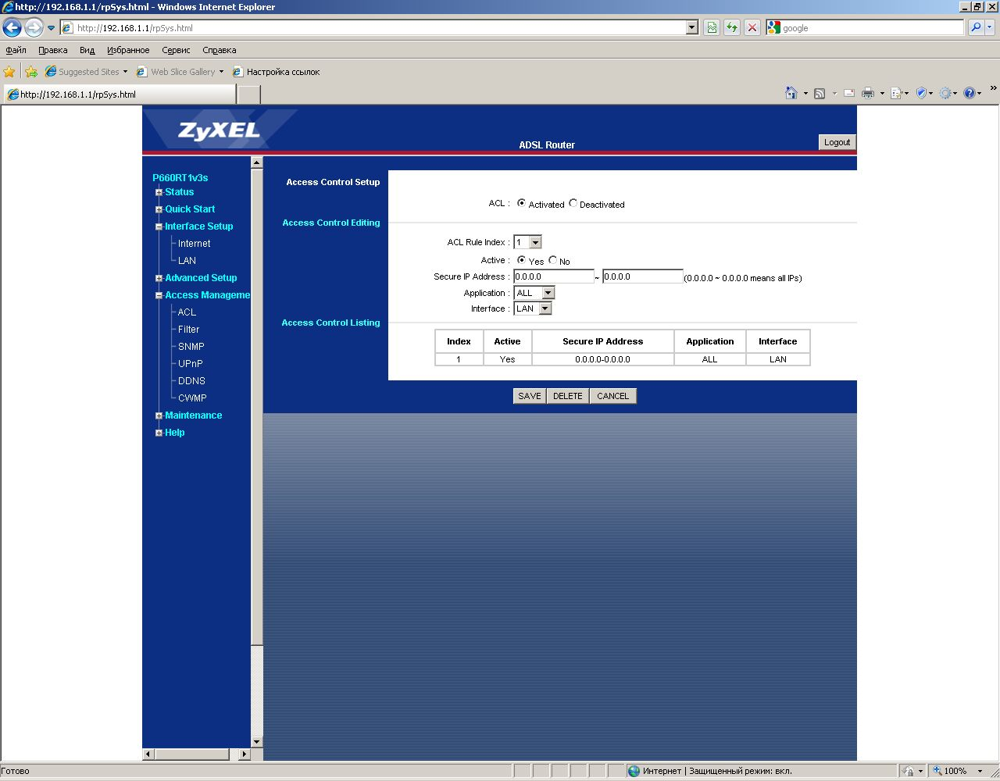 http://192.168.1.1/rpSys.html - Windows Internet Explorer
http://192.168.1.1/rpSys.html
google
Файл Правка Вид Избранное Сервис Справка
Suggested Sites Web Slice Gallery Настройка ссылок
http://192.168.1.1/rpSys.html
»
ZyXEL
ADSL Router
Logout
P660RT1v3s
Status
Quick Start
Interface Setup
Internet
LAN
Advanced Setup
Access Manageme
ACL
Filter
SNMP
UPnP
DDNS
CWMP
Maintenance
Help
Access Control Setup
ACL : Activated Deactivated
Access Control Editing
ACL Rule Index : 1
Active : Yes No
Secure IP Address : 0.0.0.0 ~ 0.0.0.0 (0.0.0.0 ~ 0.0.0.0 means all IPs)
Application : ALL
Interface : LAN
Access Control Listing
Index Active Secure IP Address Application Interface
1 Yes 0.0.0.0-0.0.0.0 ALL LAN
SAVE DELETE CANCEL
Готово
Интернет | Защищенный режим: вкл.
100%